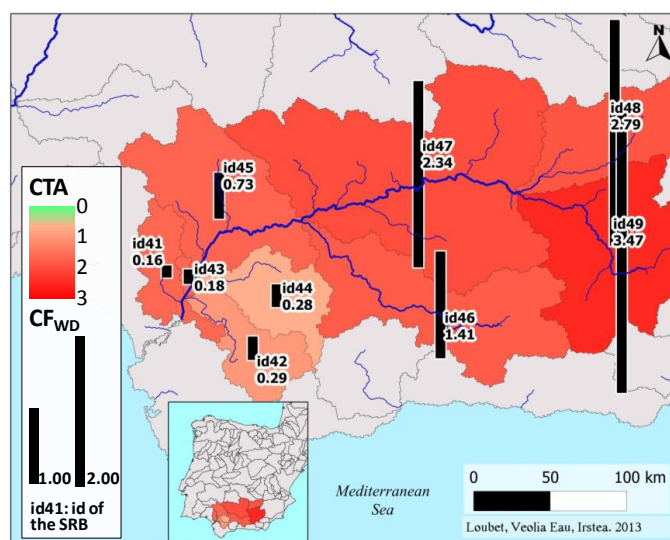 N
id48
2.79
id47
2.34
id45
0.73
id49
3.47
id41
0.16
id43
0.18
id44
0.28
id46
1.41
id42
0.29
CTA
0
1
2
3
CFWD
1.00
2.00
id41: id of
the SRB
Mediterranean
Sea
0 50 100 km
Loubet, Veolia Eau, Irstea. 2013